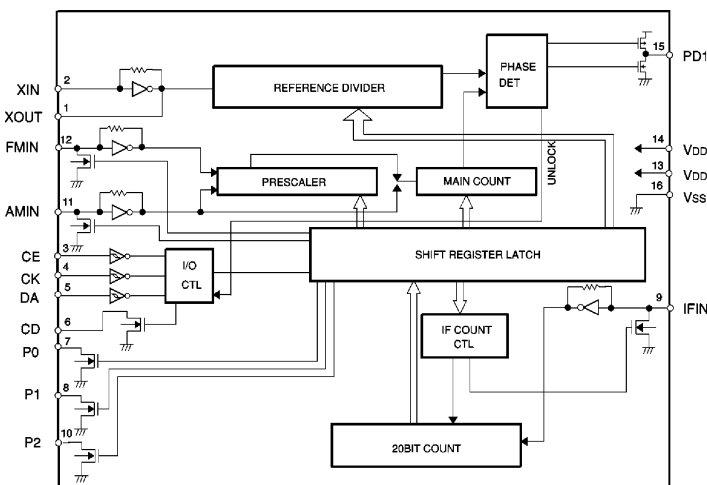 XIN
2
XOUT
1
FMIN
12
AMIN
11
CE
3
CK
4
DA
5
CD
6
P0
7
P1
8
P2
10
REFERENCE DIVIDER
PHASE
DET
PRESCALER
MAIN COUNT
UNLOCK
I/O
CTL
SHIFT REGISTER LATCH
IF COUNT
CTL
20BIT COUNT
15
PD1
14
VDD
13
VDD
16
VSS
9
IFIN